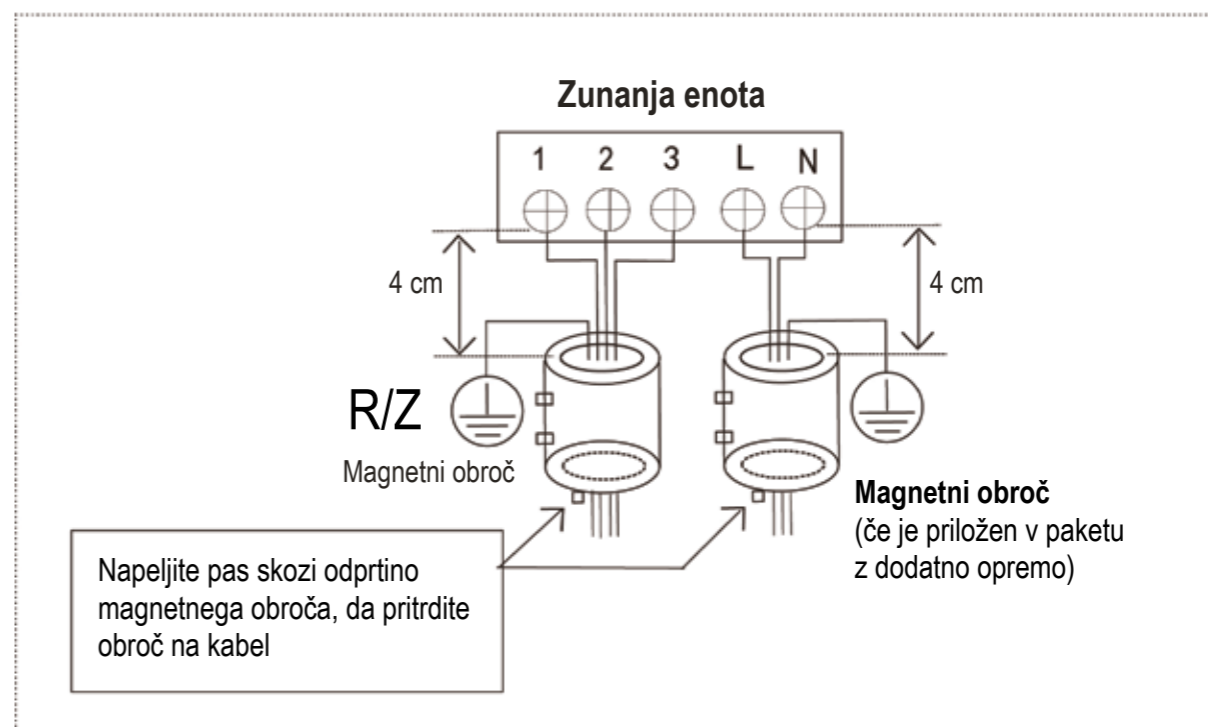 Zunanja enota
1 2 3 L N
4 cm
4 cm
R/Z
Magnetni obroč
Magnetni obroč
(če je priložen v paketu
z dodatno opremo)
Napeljite pas skozi odprtino
magnetnega obroča, da pritrdite
obroč na kabel